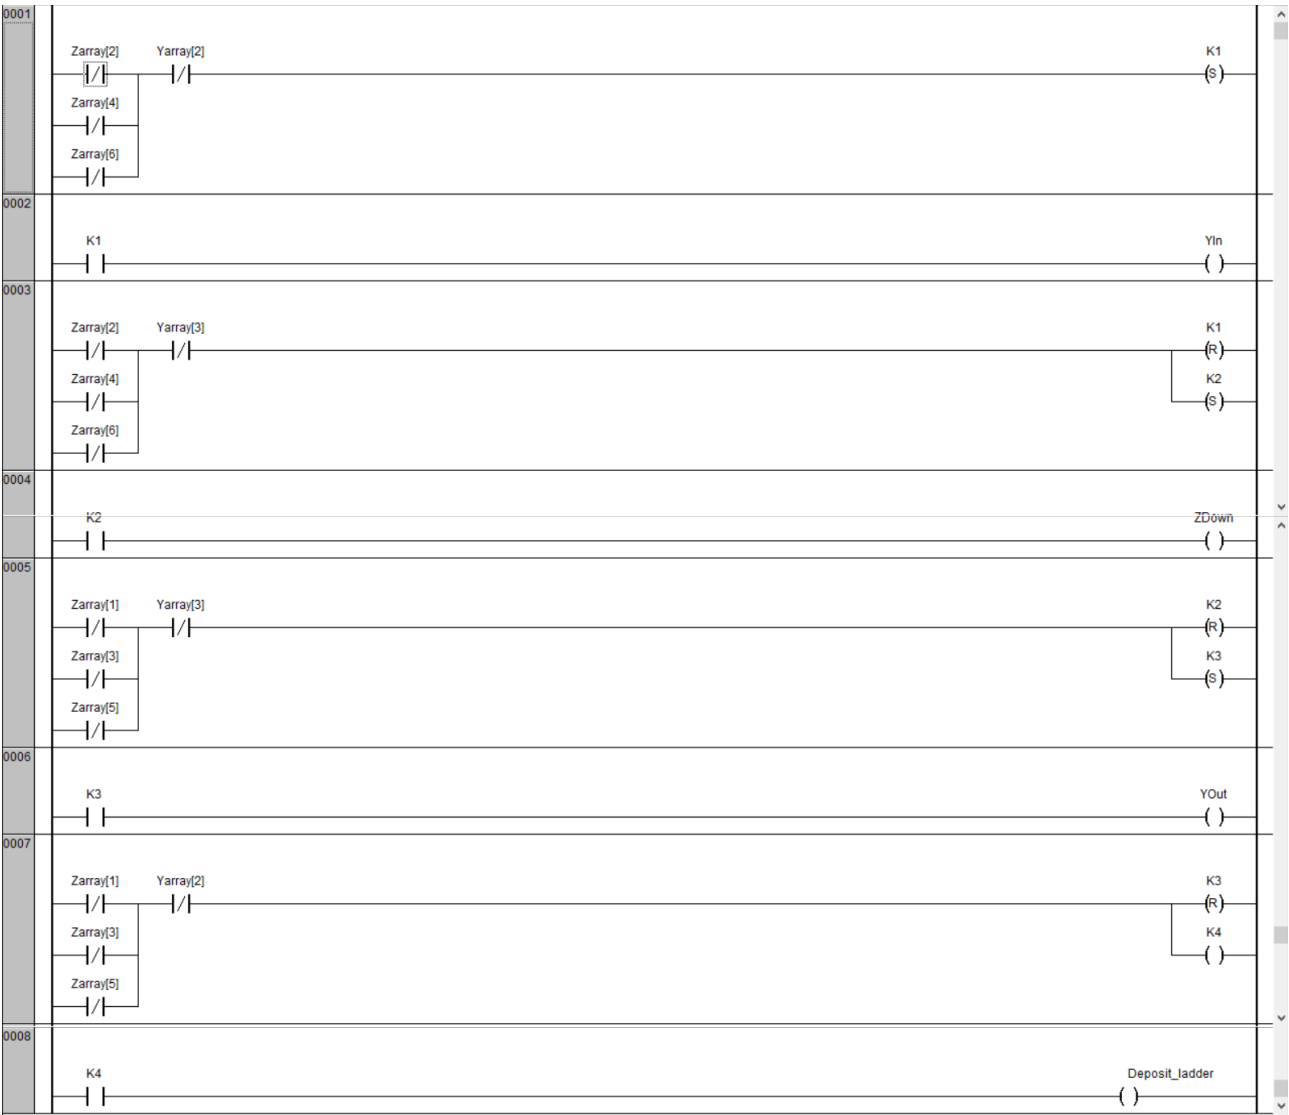 0001
Zarray[2] Yarray[2] K1
S
Zarray[4]
Zarray[6]
0002
K1 YIn
0003
Zarray[2] Yarray[3] K1
R
Zarray[4] K2
S
Zarray[6]
0004
K2 ZDown
0005
Zarray[1] Yarray[3] K2
R
Zarray[3] K3
S
Zarray[5]
0006
K3 YOut
0007
Zarray[1] Yarray[2] K3
R
Zarray[3] K4
Zarray[5]
0008
K4 Deposit_ladder